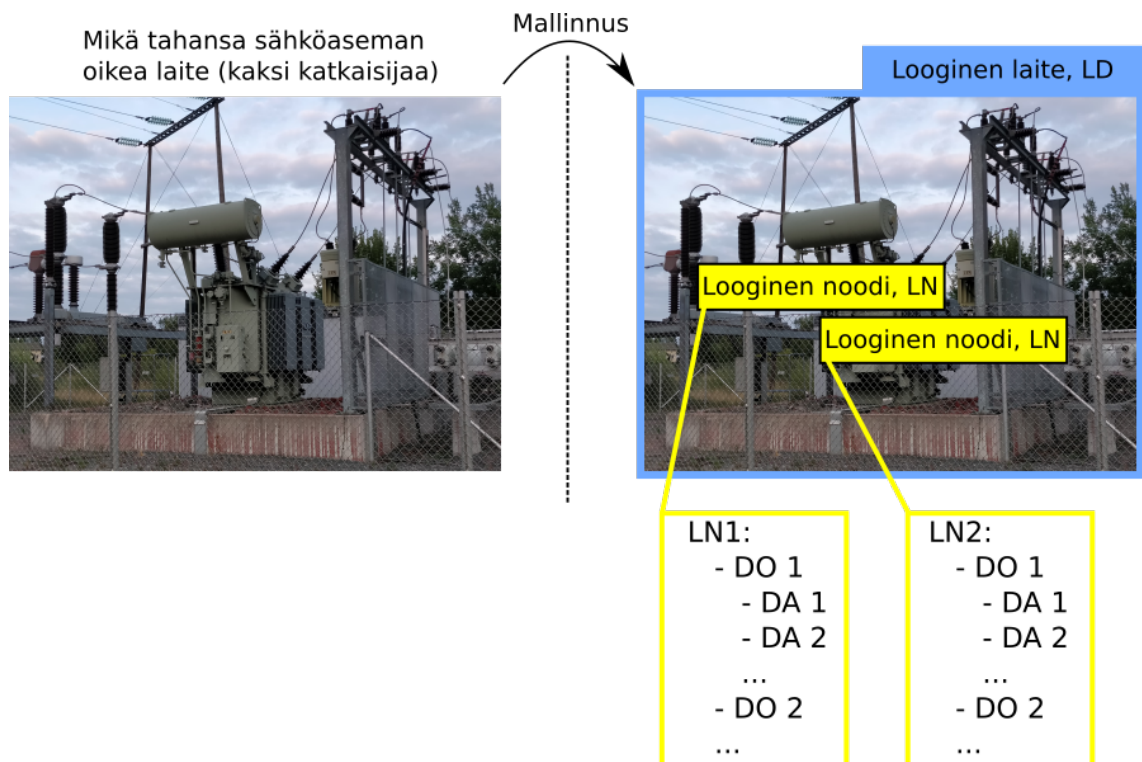 Mikä tahansa sähköaseman
oikea laite (kaksi katkaisijaa)
Mallinnus
Looginen laite, LD
Looginen noodi, LN
Looginen noodi, LN
LN1:
- DO 1
- DA 1
- DA 2
...
- DO 2
...
LN2:
- DO 1
- DA 1
- DA 2
...
- DO 2
...